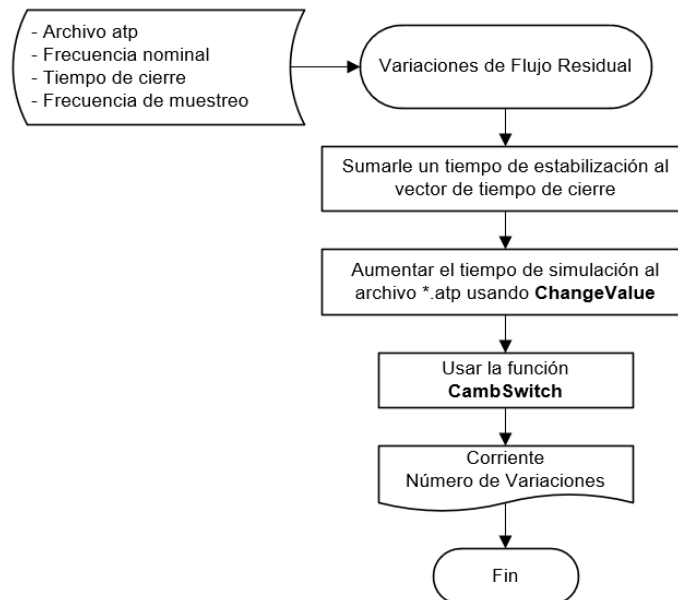 - Archivo atp
- Frecuencia nominal
- Tiempo de cierre
- Frecuencia de muestreo
Variaciones de Flujo Residual
Sumarle un tiempo de estabilización al
vector de tiempo de cierre
Aumentar el tiempo de simulación al
archivo *.atp usando ChangeValue
Usar la función
CambSwitch
Corriente
Número de Variaciones
Fin